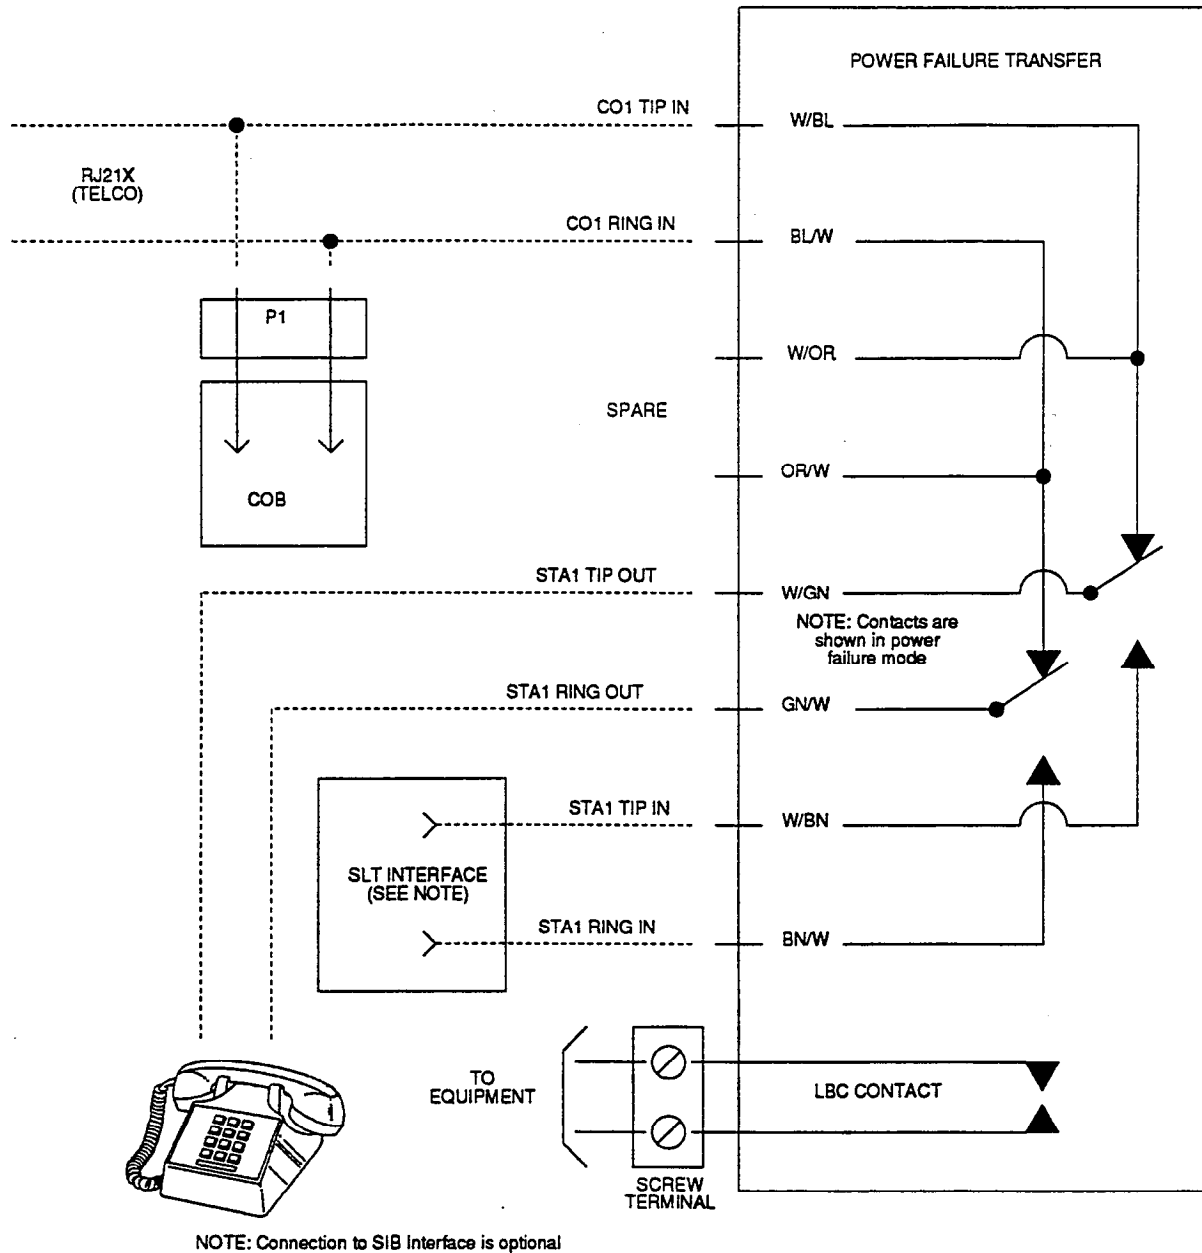 POWER FAILURE TRANSFER
CO1 TIP IN
W/BL
RJ21X
(TELCO)
CO1 RING IN
BL/W
P1
W/OR
SPARE
OR/W
COB
STA1 TIP OUT
W/GN
NOTE: Contacts are
shown in power
failure mode
STA1 RING OUT
GN/W
STA1 TIP IN
W/BN
SLT INTERFACE
(SEE NOTE)
STA1 RING IN
BN/W
TO
EQUIPMENT
LBC CONTACT
SCREW
TERMINAL
NOTE: Connection to SIB Interface is optional